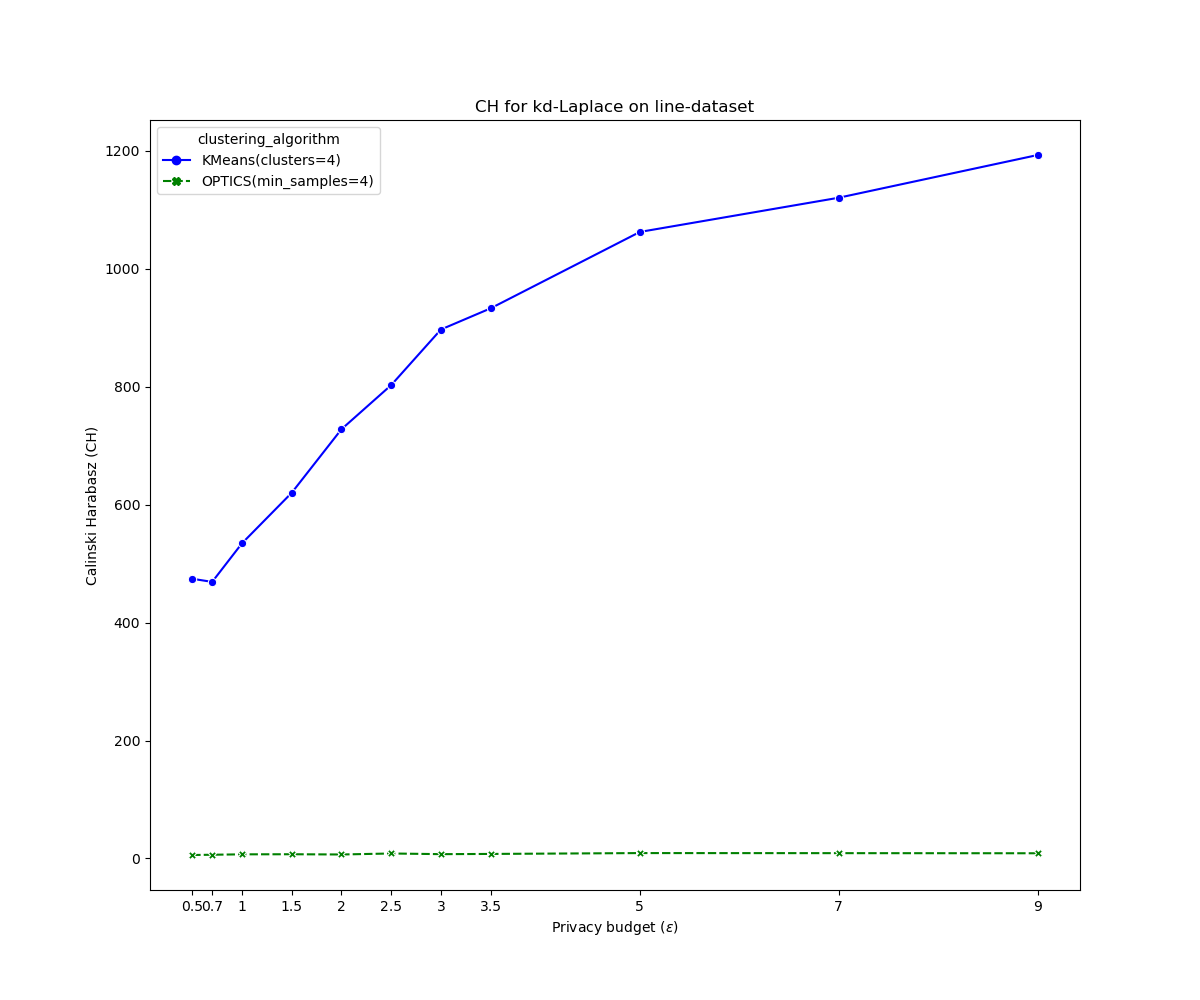 CH for kd-Laplace on line-dataset
clustering_algorithm
KMeans(clusters=4)
OPTICS(min_samples=4)
Calinski Harabasz (CH)
1200
1000
800
600
400
200
0
0.5 0.7 1 1.5 2 2.5 3 3.5 5 7 9
Privacy budget (ε)